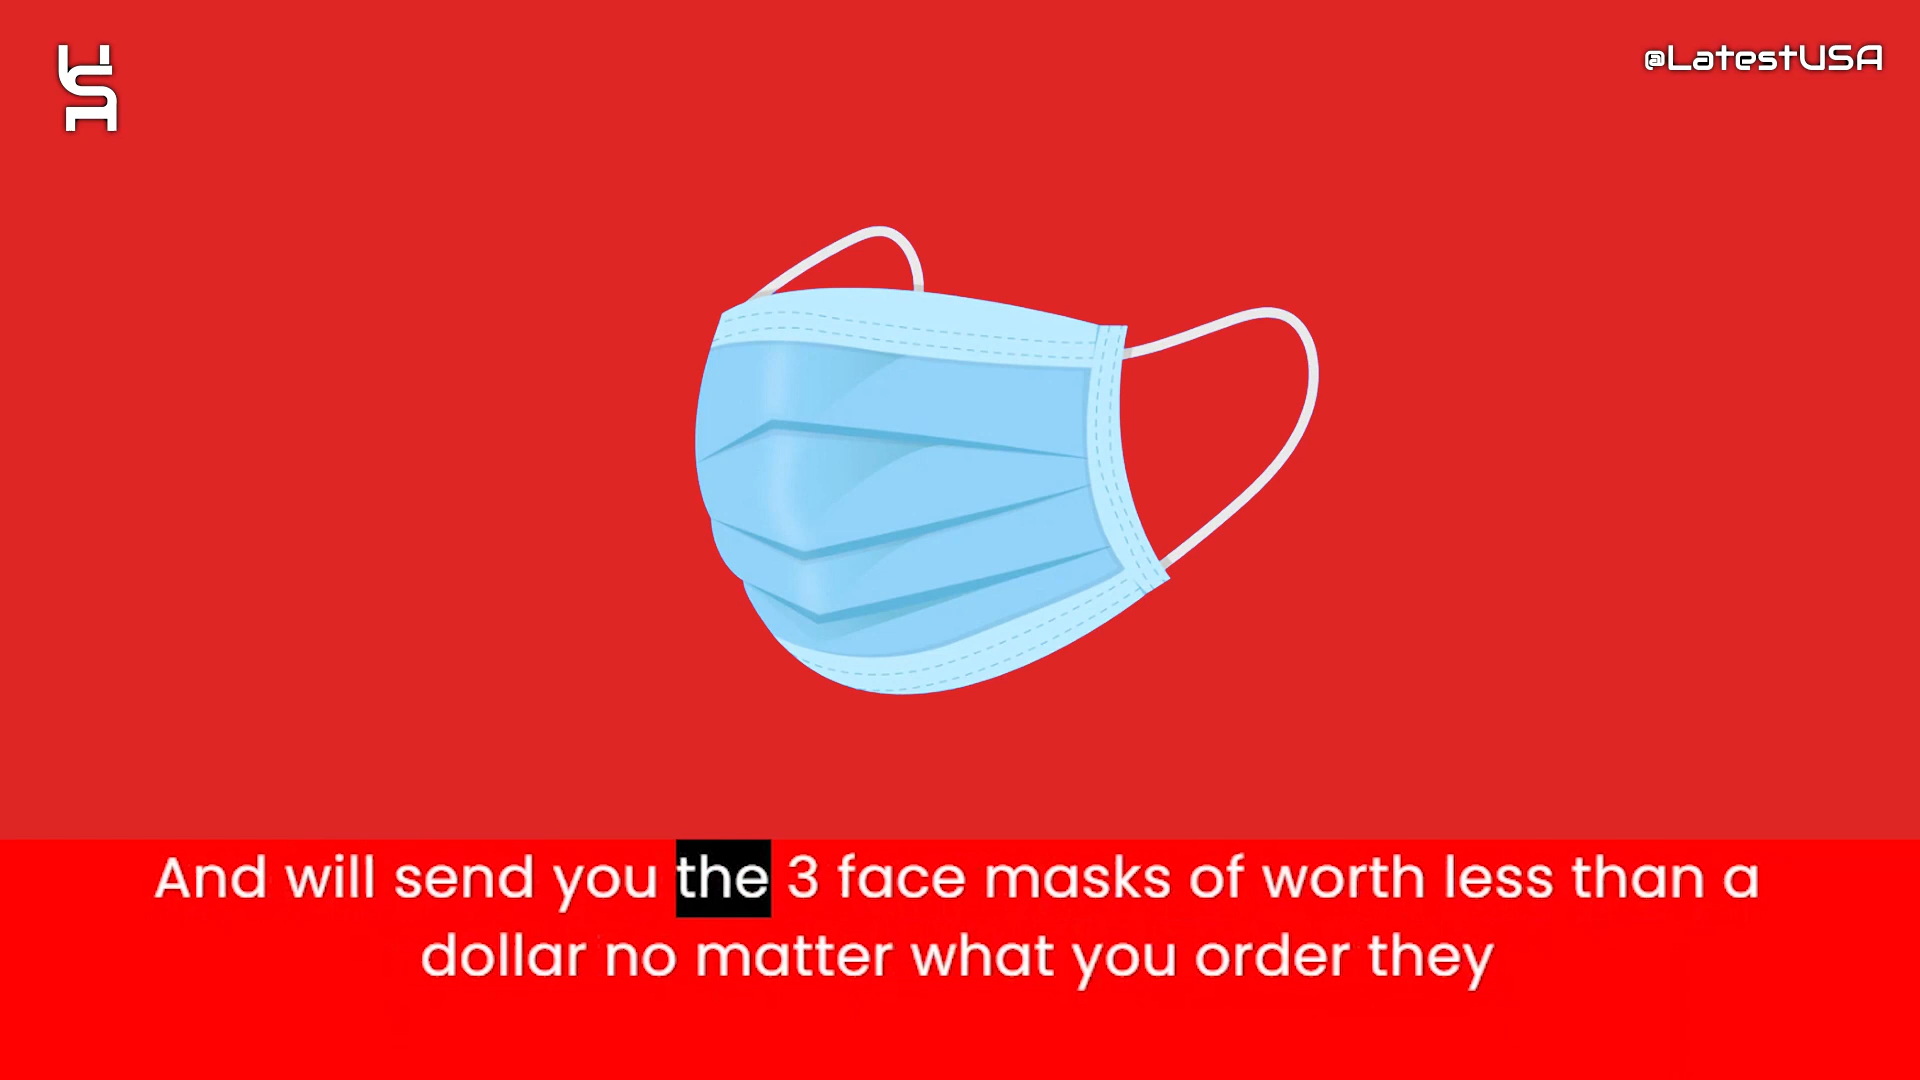 USA
@LatestUSA
And will send you the 3 face masks of worth less than a
dollar no matter what you order they